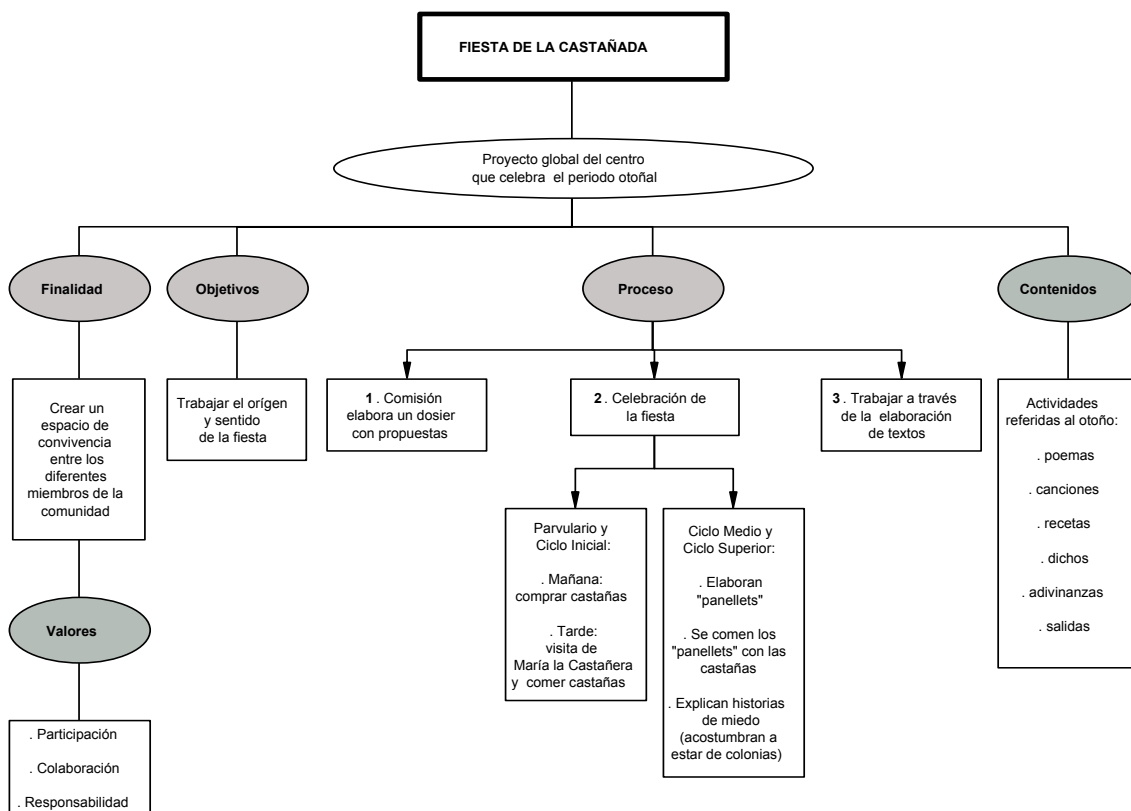 FIESTA DE LA CASTAÑADA
Proyecto global del centro
que celebra el periodo otoñal
Finalidad
Objetivos
Proceso
Contenidos
Crear un
espacio de
convivencia
entre los
diferentes
miembros de la
comunidad
Trabajar el orígen
y sentido
de la fiesta
1 . Comisión
elabora un dosier
con propuestas
2 . Celebración de
la fiesta
3 . Trabajar a través
de la elaboración
de textos
Actividades
referidas al otoño:
. poemas
. canciones
. recetas
. dichos
. adivinanzas
. salidas
Parvulario y
Ciclo Inicial:
. Mañana:
comprar castañas
. Tarde:
visita de
María la Castañera
y comer castañas
Ciclo Medio y
Ciclo Superior:
. Elaboran
"panellets"
. Se comen los
"panellets" con las
castañas
. Explican historias
de miedo
(acostumbran a
estar de colonias)
Valores
. Participación
. Colaboración
. Responsabilidad